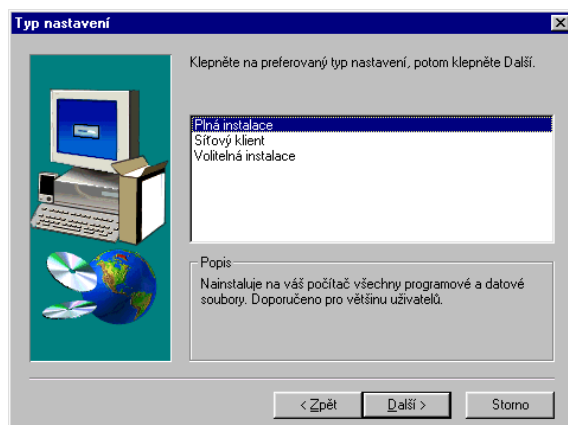 Typ nastavení
Klepněte na preferovaný typ nastavení, potom klepněte Další.
Plná instalace
Síťový klient
Volitelná instalace
Popis
Nainstaluje na váš počítač všechny programové a datové
soubory. Doporučeno pro většinu uživatelů.
< Zpět
Další >
Storno